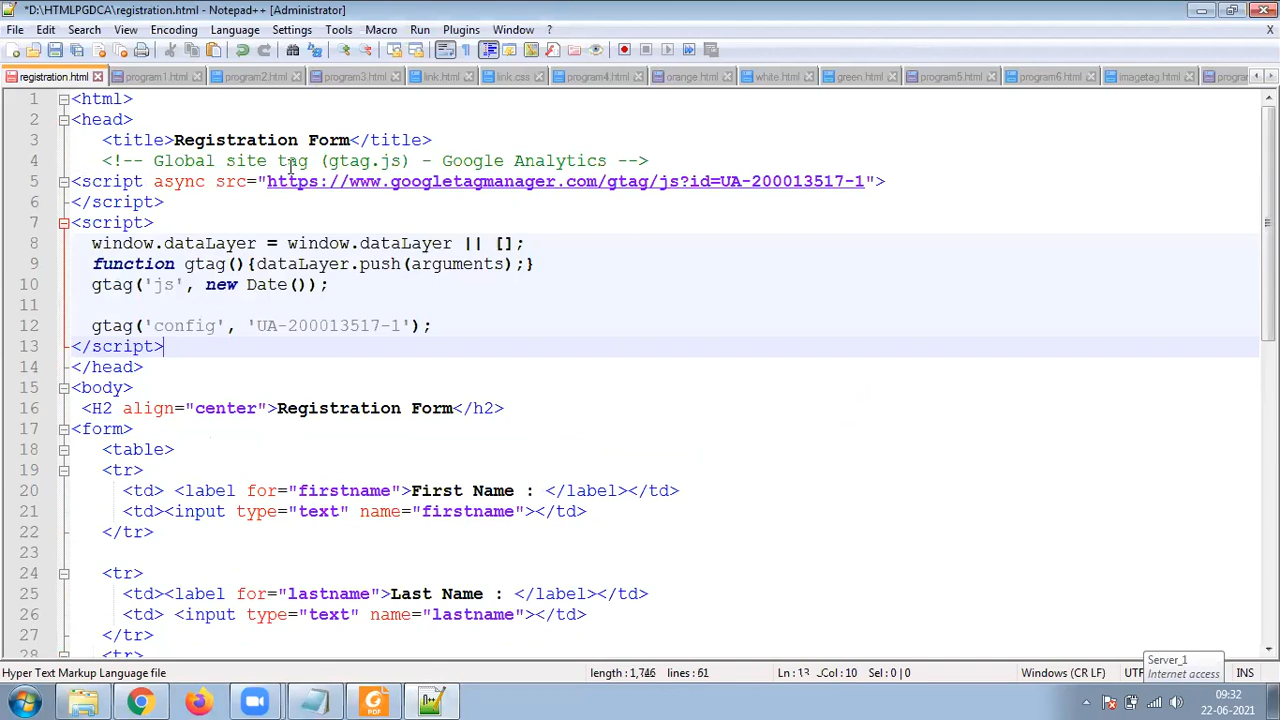 *D:\HTMLPGDCA\registration.html - Notepad++ [Administrator]
File Edit Search View Encoding Language Settings Tools Macro Run Plugins Window ? X
registration.html program1.html program2.html program3.html link.html link.css program4.html orange.html white.html green.html program5.html program6.html imagetag.html
1 <html>
2 <head>
3 <title>Registration Form</title>
4 <!-- Global site tag (gtag.js) - Google Analytics -->
5 <script async src="https://www.googletagmanager.com/gtag/js?id=UA-200013517-1">
6 </script>
7 <script>
8 window.dataLayer = window.dataLayer || [];
9 function gtag(){dataLayer.push(arguments);}
10 gtag('js', new Date());
11
12 gtag('config', 'UA-200013517-1');
13 </script>
14 </head>
15 <body>
16 <H2 align="center">Registration Form</h2>
17 <form>
18 <table>
19 <tr>
20 <td> <label for="firstname">First Name : </label></td>
21 <td><input type="text" name="firstname"></td>
22 </tr>
23
24 <tr>
25 <td><label for="lastname">Last Name : </label></td>
26 <td> <input type="text" name="lastname"></td>
27 </tr>
28 <tr>
Hyper Text Markup Language file length : 1,746 lines : 61 Ln : 13 Col : 10 Sel : 0 | 0 Windows (CR LF) UTF INS
Server_1
Internet access
PDF
09:32
22-06-2021